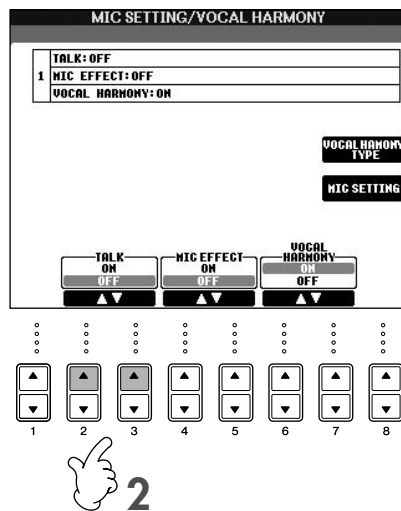 MIC SETTING/VOCAL HARMONY
TALK:OFF
1 MIC EFFECT:OFF
VOCAL HARMONY:ON
VOCAL HAMONY
TYPE
MIC SETTING
TALK
ON
OFF
MIC EFFECT
ON
OFF
VOCAL
HARMONY
ON
OFF
1 2 3 4 5 6 7 8
2